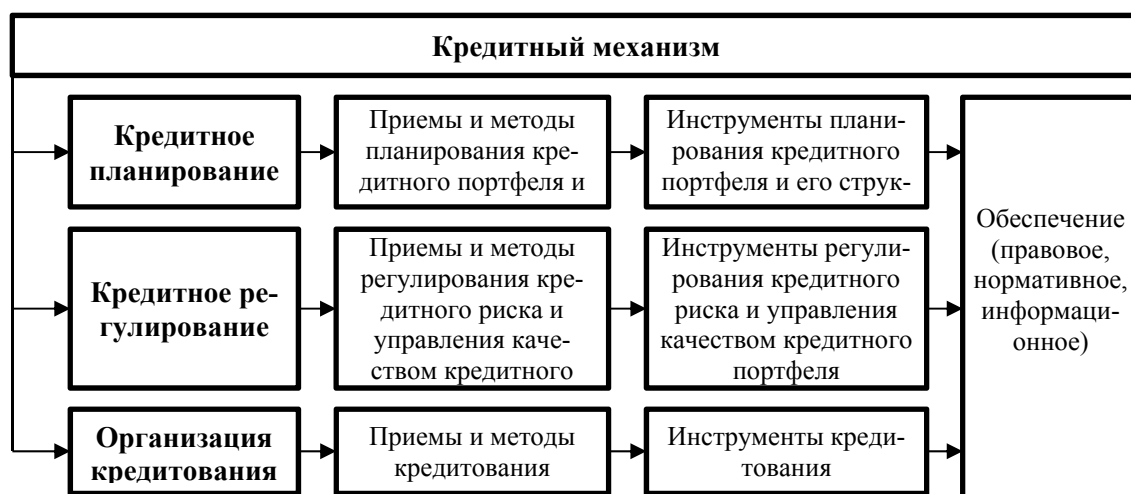 Кредитный механизм
Кредитное
планирование
Приемы и методы
планирования кре-
дитного портфеля и
Инструменты плани-
рования кредитного
портфеля и его струк-
Кредитное ре-
гулирование
Приемы и методы
регулирования кре-
дитного риска и
управления каче-
ством кредитного
Инструменты регули-
рования кредитного
риска и управления
качеством кредитного
портфеля
Организация
кредитования
Приемы и методы
кредитования
Инструменты креди-
тования
Обеспечение
(правовое,
нормативное,
информаци-
онное)